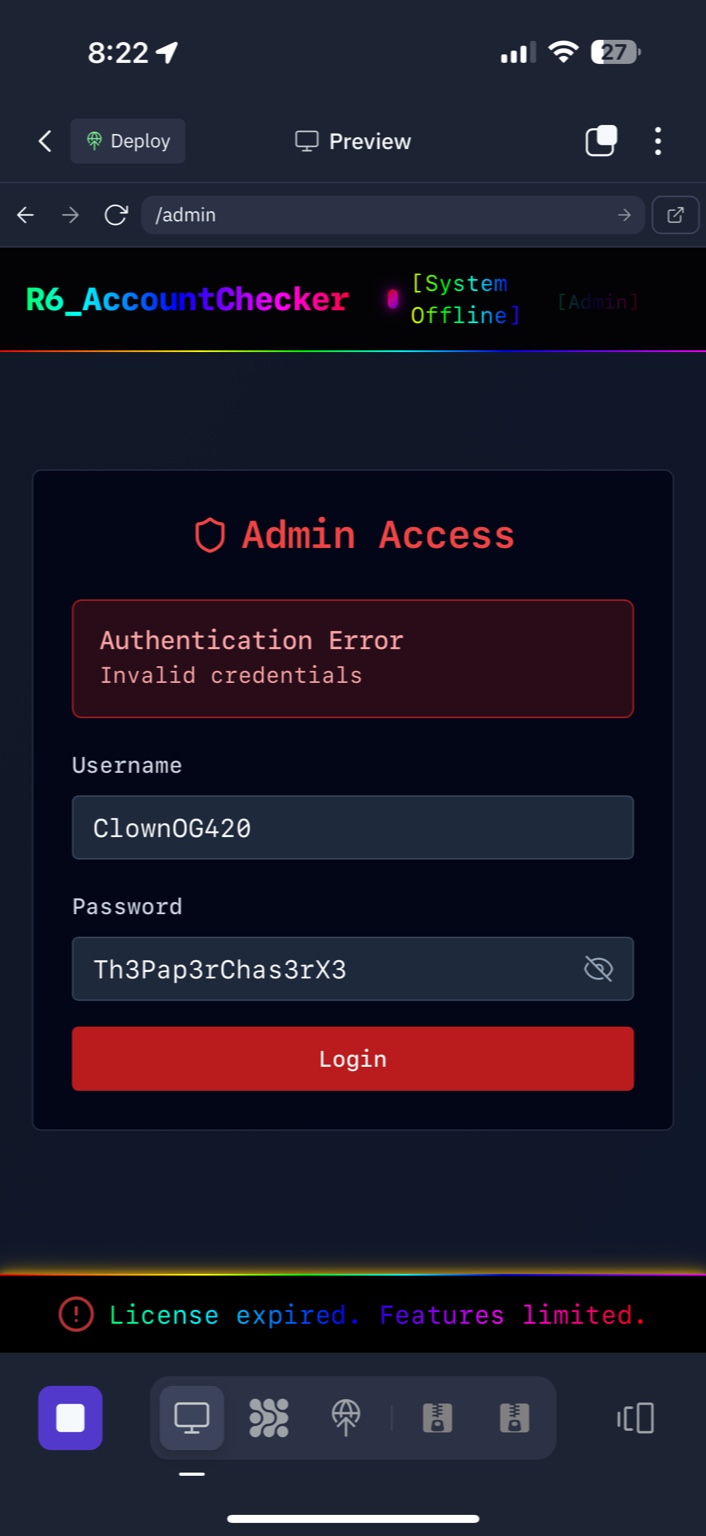 8:22
27
Deploy
Preview
/admin
R6_AccountChecker
[System
Offline]
[Admin]
Admin Access
Authentication Error
Invalid credentials
Username
ClownOG420
Password
Th3Pap3rChas3rX3
Login
License expired. Features limited.